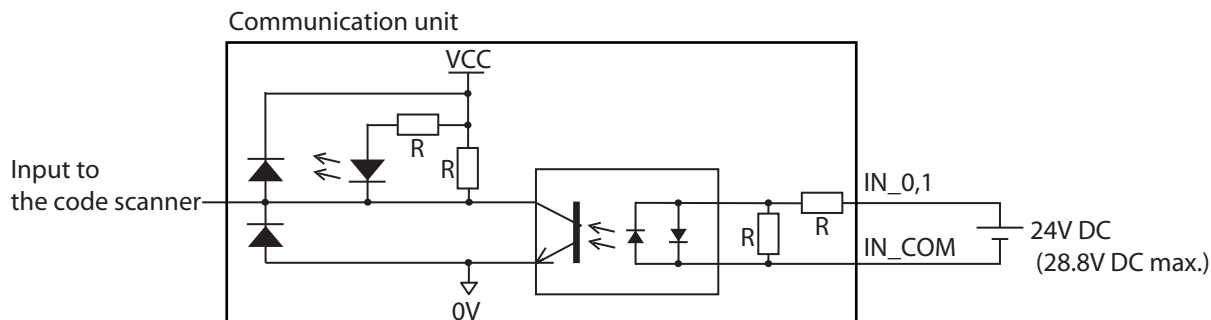 Communication unit
VCC
R
R
Input to
the code scanner
IN_0,1
R
R
IN_COM
24V DC
(28.8V DC max.)
0V